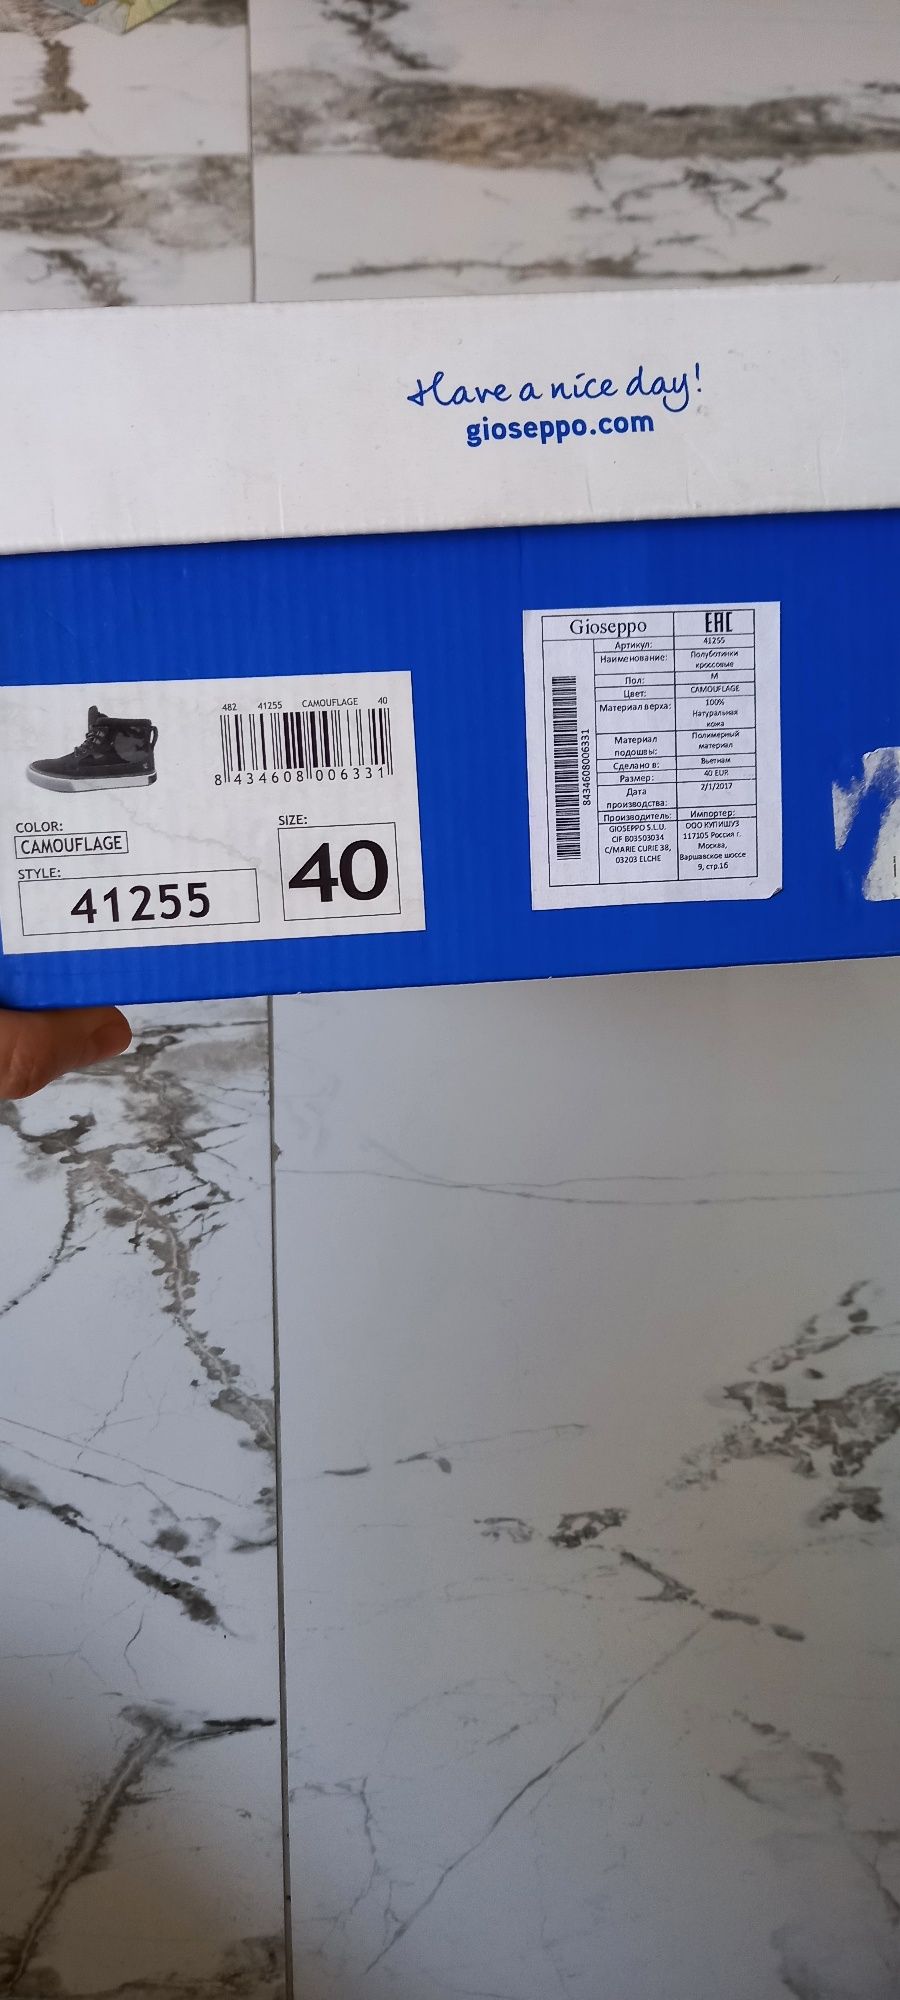 Have a nice day!
gioseppo.com
482 41255 CAMOUFLAGE 40
8 434608 006331
COLOR:
CAMOUFLAGE
STYLE:
41255
SIZE:
40
Gioseppo EAC
Артикул: 41255
Наименование: Полуботинки
кроссовые
Пол: М
Цвет: CAMOUFLAGE
Материал верха: 100%
Натуральная
кожа
Материал
подошвы:
Полимерный
материал
Сделано в: Вьетнам
Размер: 40 EUR
Дата
производства:
2/1/2017
Производитель: Импортер:
GIOSEPPO S.L.U.
CIF B03503034
C/MARIE CURIE 38,
03203 ELCHE
ООО КУПИШУЗ
117105 Россия г.
Москва,
Варшавское шоссе
9, стр.1б
8434608006331